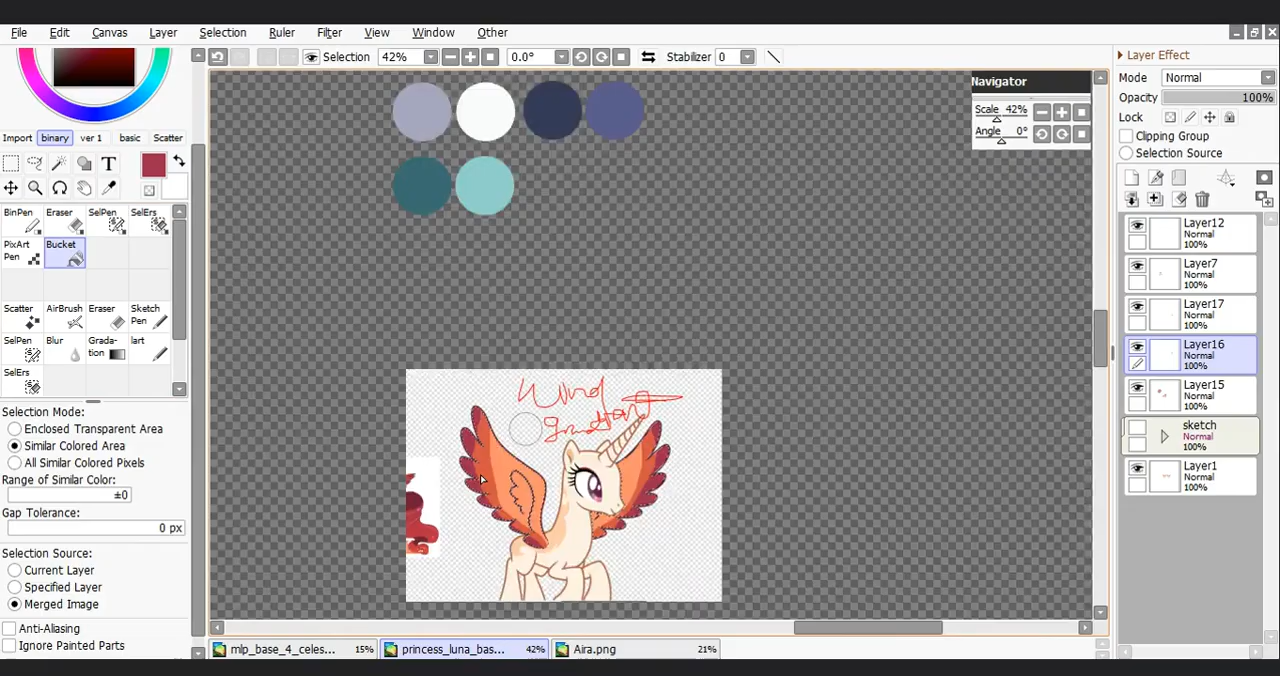 File Edit Canvas Layer Selection Ruler Filter View Window Other
Selection 42% 0.0° Stabilizer 0
Import binary ver 1 basic Scatter
T
BinPen Eraser SelPen SelErs
PixArt Pen Bucket
Scatter AirBrush Eraser Sketch Pen
SelPen Blur Grada-tion lart
SelErs
Selection Mode:
Enclosed Transparent Area
Similar Colored Area
All Similar Colored Pixels
Range of Similar Color:
±0
Gap Tolerance:
0 px
Selection Source:
Current Layer
Specified Layer
Merged Image
Anti-Aliasing
Ignore Painted Parts
Wind
Navigator
Scale 42%
Angle 0°
Layer Effect
Mode Normal
Opacity 100%
Lock
Clipping Group
Selection Source
Layer12
Normal
100%
Layer7
Normal
100%
Layer17
Normal
100%
Layer16
Normal
100%
Layer15
Normal
100%
sketch
Normal
100%
Layer1
Normal
100%
mlp_base_4_celes... 15% princess_luna_bas... 42% Aira.png 21%